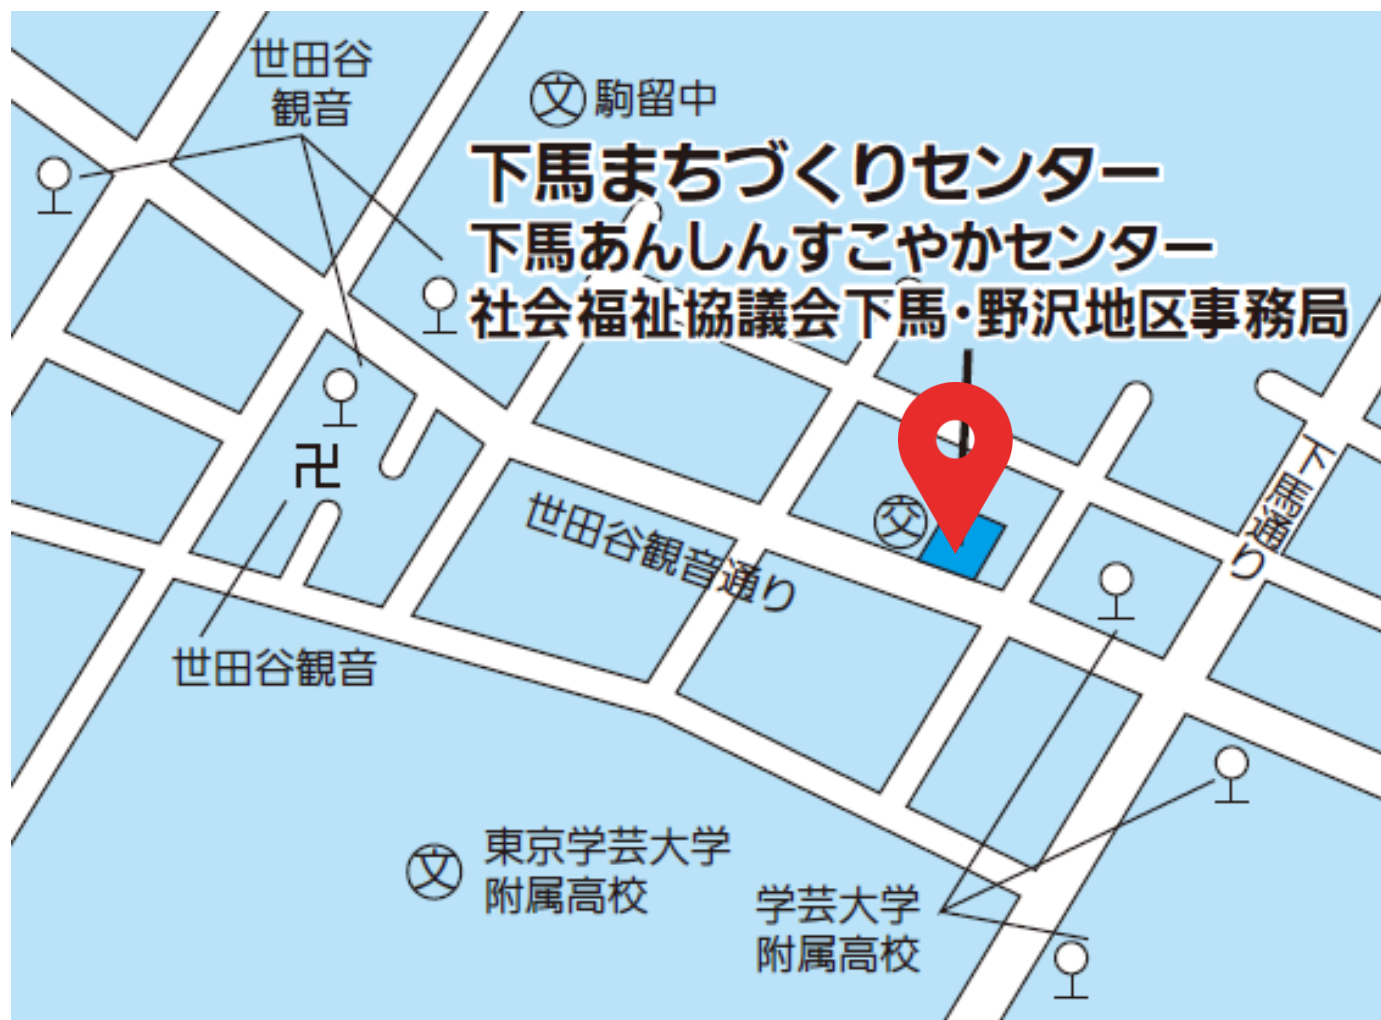 世田谷
観音
文 駒留中
下馬まちづくりセンター
下馬あんしんすこやかセンター
社会福祉協議会下馬・野沢地区事務局
下馬通り
卍
交
世田谷観音通り
世田谷観音
文 東京学芸大学
附属高校
学芸大学
附属高校